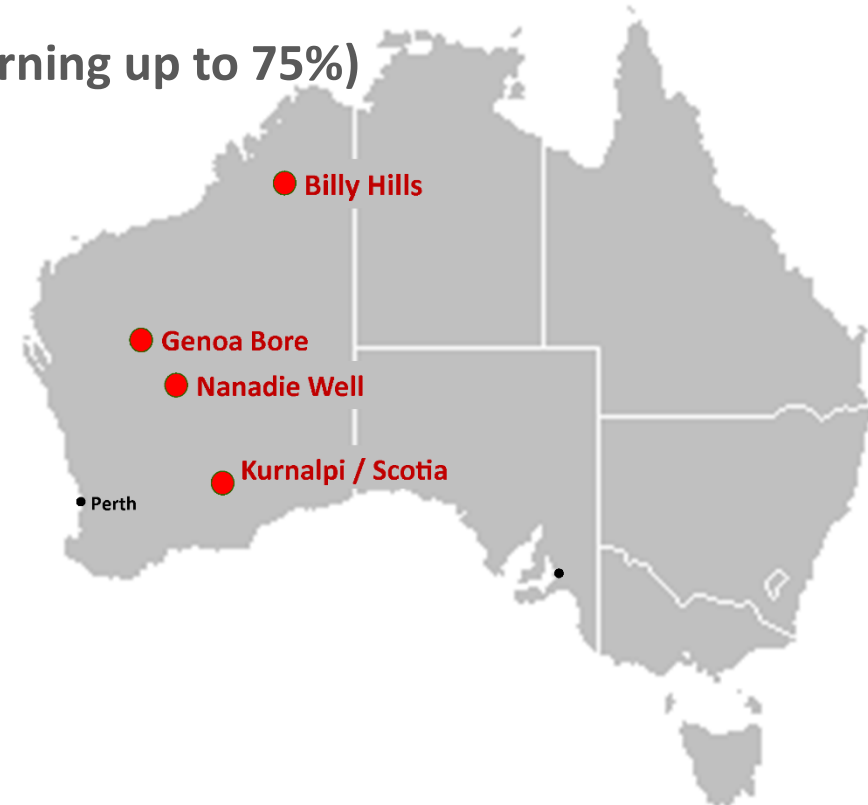 rning up to 75%)
Billy Hills
Genoa Bore
Nanadie Well
Kurnalpi / Scotia
Perth